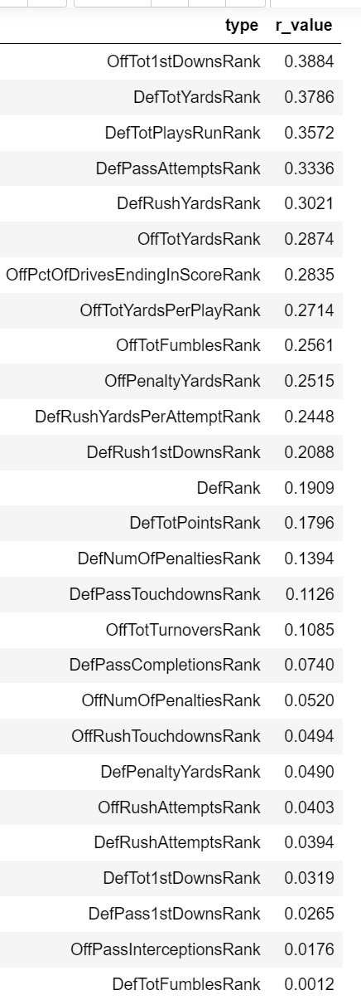 type r_value
OffTot1stDownsRank 0.3884
DefTotYardsRank 0.3786
DefTotPlaysRunRank 0.3572
DefPassAttemptsRank 0.3336
DefRushYardsRank 0.3021
OffTotYardsRank 0.2874
OffPctOfDrivesEndingInScoreRank 0.2835
OffTotYardsPerPlayRank 0.2714
OffTotFumblesRank 0.2561
OffPenaltyYardsRank 0.2515
DefRushYardsPerAttemptRank 0.2448
DefRush1stDownsRank 0.2088
DefRank 0.1909
DefTotPointsRank 0.1796
DefNumOfPenaltiesRank 0.1394
DefPassTouchdownsRank 0.1126
OffTotTurnoversRank 0.1085
DefPassCompletionsRank 0.0740
OffNumOfPenaltiesRank 0.0520
OffRushTouchdownsRank 0.0494
DefPenaltyYardsRank 0.0490
OffRushAttemptsRank 0.0403
DefRushAttemptsRank 0.0394
DefTot1stDownsRank 0.0319
DefPass1stDownsRank 0.0265
OffPassInterceptionsRank 0.0176
DefTotFumblesRank 0.0012